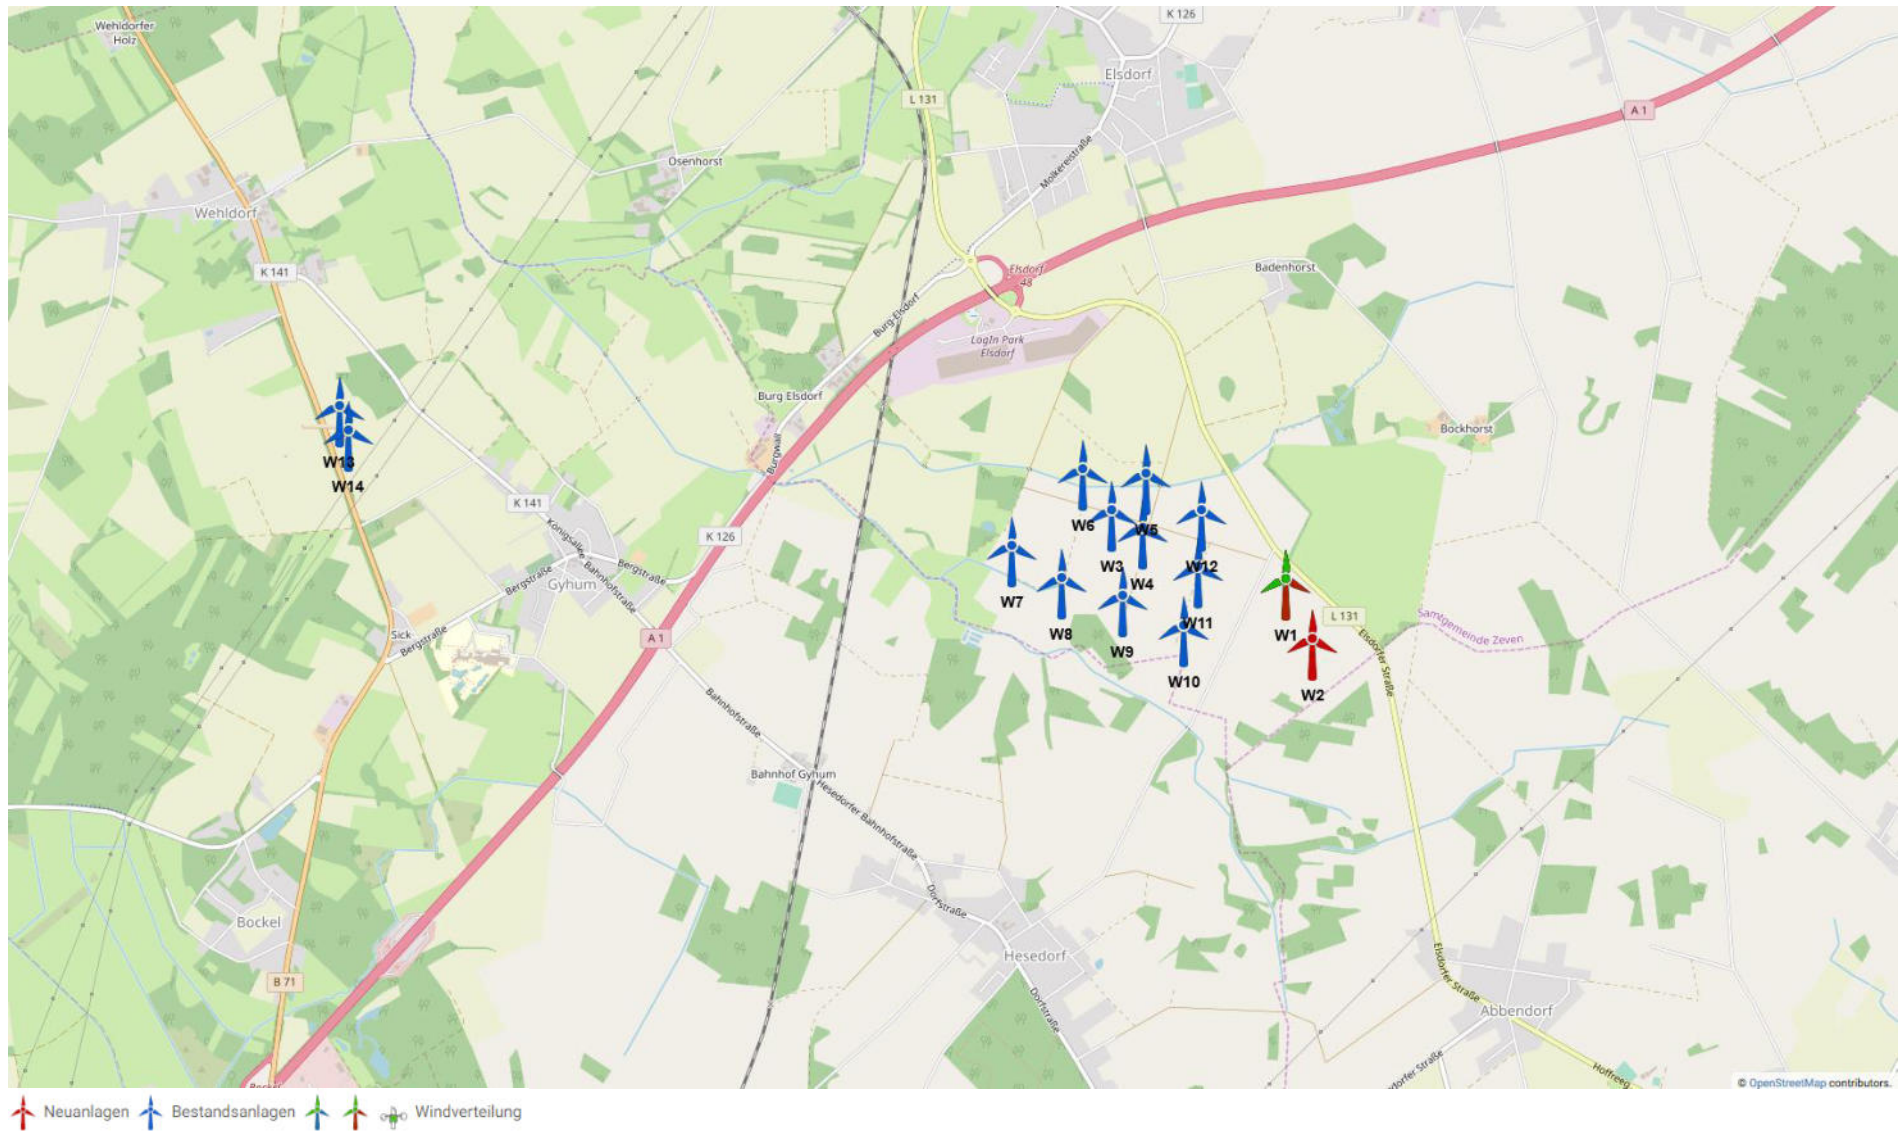 Wehldorfer
Holz
K 126
Elsdorf
L 131
A 1
Molkereistraße
Osenhorst
Wehldorf
K 141
Elsdorf
48
Badenhorst
Burg-Elsdorf
LogIn Park
Elsdorf
Burg Elsdorf
Bockhorst
Burgwall
W13
W14
K 141
Königsallee
K 126
W6
W5
W3
W12
W4
W7
W8
W11
W9
W1
W10
W2
L 131
Samtgemeinde Zeven
Elsdorfer Straße
Bergstraße
Bergstraße
Gyhum
Bahnhofstraße
Sick
Bergstraße
A 1
Bahnhofstraße
Bahnhof Gyhum
Hesedorfer Bahnhofstraße
Dorfstraße
Bockel
Hesedorf
B 71
Dorfstraße
Elsdorfer Straße
Abbendorf
Hoffreeg
© OpenStreetMap contributors.
Neuanlagen
Bestandsanlagen
Windverteilung